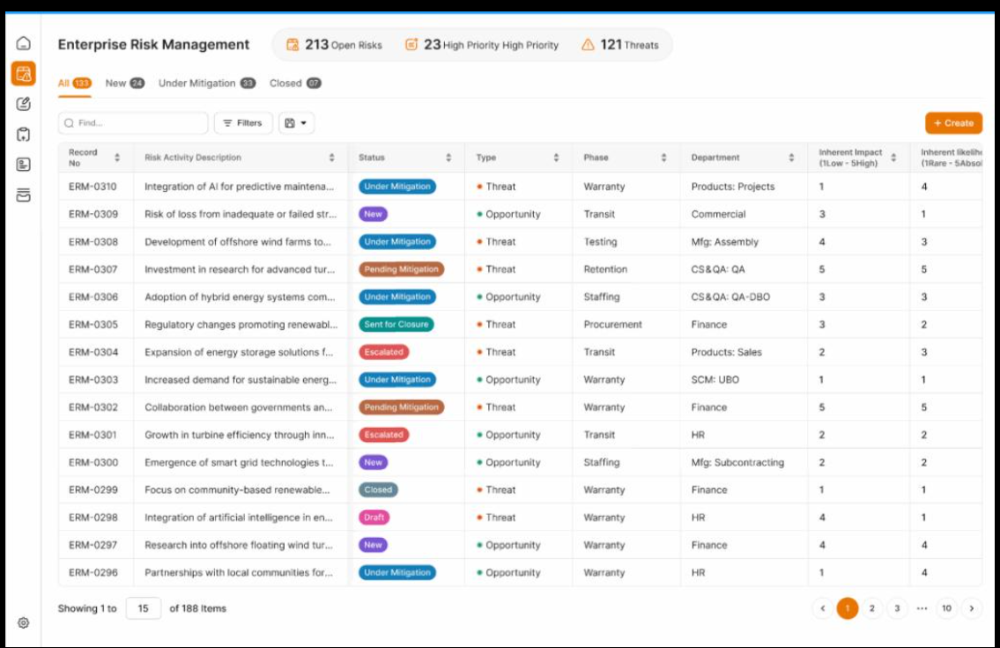 Enterprise Risk Management 213 Open Risks 23 High Priority High Priority 121 Threats
All 133 New 24 Under Mitigation 33 Closed 07
Find... Filters
+ Create
Record No Risk Activity Description Status Type Phase Department Inherent Impact (1Low - 5High) Inherent likeliho (1Rare - 5Absol
ERM-0310 Integration of AI for predictive maintena... Under Mitigation Threat Warranty Products: Projects 1 4
ERM-0309 Risk of loss from inadequate or failed str... New Opportunity Transit Commercial 3 1
ERM-0308 Development of offshore wind farms to... Under Mitigation Threat Testing Mfg: Assembly 4 3
ERM-0307 Investment in research for advanced tur... Pending Mitigation Threat Retention CS&QA: QA 5 5
ERM-0306 Adoption of hybrid energy systems com... Under Mitigation Opportunity Staffing CS&QA: QA-DBO 3 3
ERM-0305 Regulatory changes promoting renewabl... Sent for Closure Threat Procurement Finance 3 2
ERM-0304 Expansion of energy storage solutions f... Escalated Threat Transit Products: Sales 2 3
ERM-0303 Increased demand for sustainable energ... Under Mitigation Opportunity Warranty SCM: UBO 1 1
ERM-0302 Collaboration between governments an... Pending Mitigation Threat Warranty Finance 5 5
ERM-0301 Growth in turbine efficiency through inn... Escalated Opportunity Transit HR 2 2
ERM-0300 Emergence of smart grid technologies t... New Opportunity Staffing Mfg: Subcontracting 2 2
ERM-0299 Focus on community-based renewable... Closed Threat Warranty Finance 1 1
ERM-0298 Integration of artificial intelligence in en... Draft Threat Warranty HR 4 1
ERM-0297 Research into offshore floating wind tur... New Opportunity Warranty Finance 4 4
ERM-0296 Partnerships with local communities for... Under Mitigation Opportunity Warranty HR 1 4
Showing 1 to 15 of 188 Items 1 2 3 ... 10